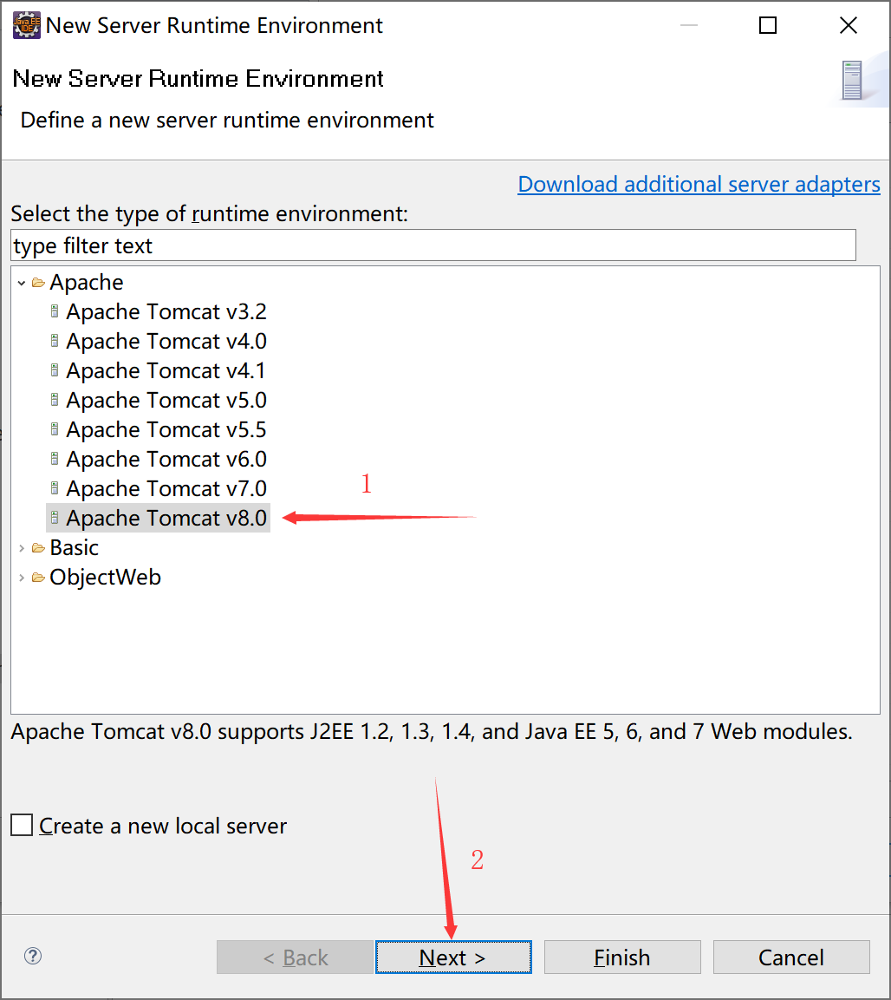 Java EE
IDE
New Server Runtime Environment
New Server Runtime Environment
Define a new server runtime environment
Download additional server adapters
Select the type of runtime environment:
type filter text
Apache
Apache Tomcat v3.2
Apache Tomcat v4.0
Apache Tomcat v4.1
Apache Tomcat v5.0
Apache Tomcat v5.5
Apache Tomcat v6.0
Apache Tomcat v7.0
1
Apache Tomcat v8.0
Basic
ObjectWeb
Apache Tomcat v8.0 supports J2EE 1.2, 1.3, 1.4, and Java EE 5, 6, and 7 Web modules.
Create a new local server
2
?
< Back
Next >
Finish
Cancel